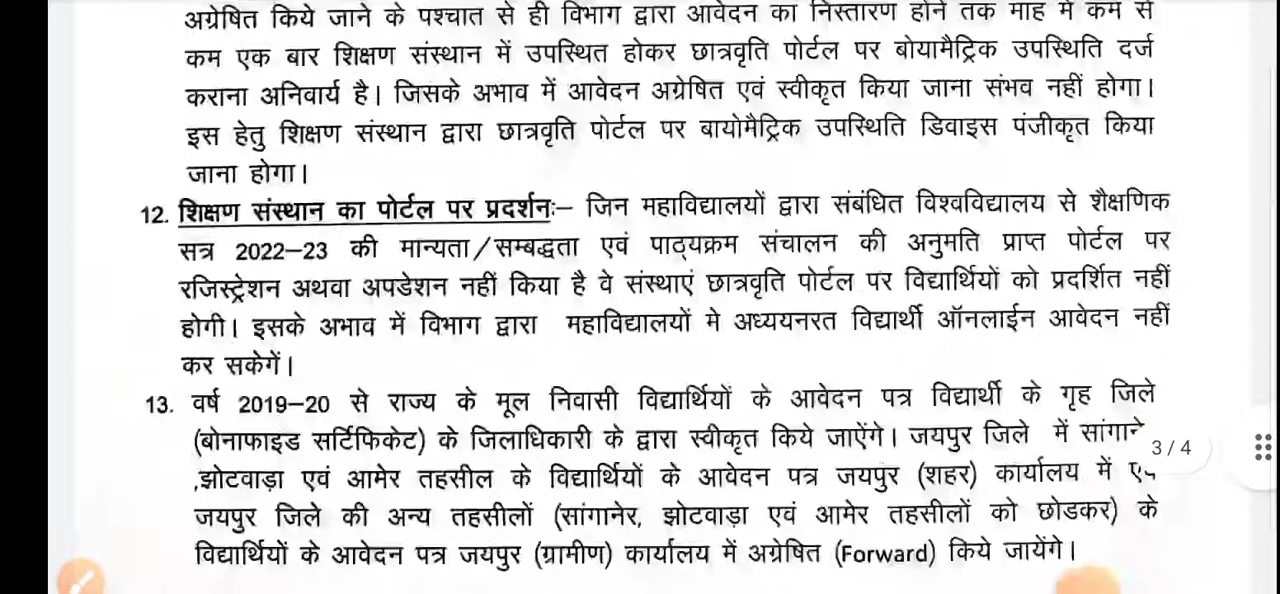 अग्रेषित किये जाने के पश्चात से ही विभाग द्वारा आवेदन का निस्तारण होने तक माह में कम से
कम एक बार शिक्षण संस्थान में उपस्थित होकर छात्रवृति पोर्टल पर बोयामैट्रिक उपस्थिति दर्ज
कराना अनिवार्य है। जिसके अभाव में आवेदन अग्रेषित एवं स्वीकृत किया जाना संभव नहीं होगा।
इस हेतु शिक्षण संस्थान द्वारा छात्रवृति पोर्टल पर बायोमैट्रिक उपस्थिति डिवाइस पंजीकृत किया
जाना होगा।
12. शिक्षण संस्थान का पोर्टल पर प्रदर्शनः– जिन महाविद्यालयों द्वारा संबंधित विश्वविद्यालय से शैक्षणिक
सत्र 2022–23 की मान्यता/सम्बद्धता एवं पाठ्यक्रम संचालन की अनुमति प्राप्त पोर्टल पर
रजिस्ट्रेशन अथवा अपडेशन नहीं किया है वे संस्थाएं छात्रवृति पोर्टल पर विद्यार्थियों को प्रदर्शित नहीं
होगी। इसके अभाव में विभाग द्वारा महाविद्यालयों मे अध्ययनरत विद्यार्थी ऑनलाईन आवेदन नहीं
कर सकेगें।
13. वर्ष 2019–20 से राज्य के मूल निवासी विद्यार्थियों के आवेदन पत्र विद्यार्थी के गृह जिले
(बोनाफाइड सर्टिफिकेट) के जिलाधिकारी के द्वारा स्वीकृत किये जाऐंगे। जयपुर जिले में सांगाने
3 / 4
,झोटवाड़ा एवं आमेर तहसील के विद्यार्थियों के आवेदन पत्र जयपुर (शहर) कार्यालय में
जयपुर जिले की अन्य तहसीलों (सांगानेर, झोटवाड़ा एवं आमेर तहसीलों को छोडकर) के
विद्यार्थियों के आवेदन पत्र जयपुर (ग्रामीण) कार्यालय में अग्रेषित (Forward) किये जायेंगे।